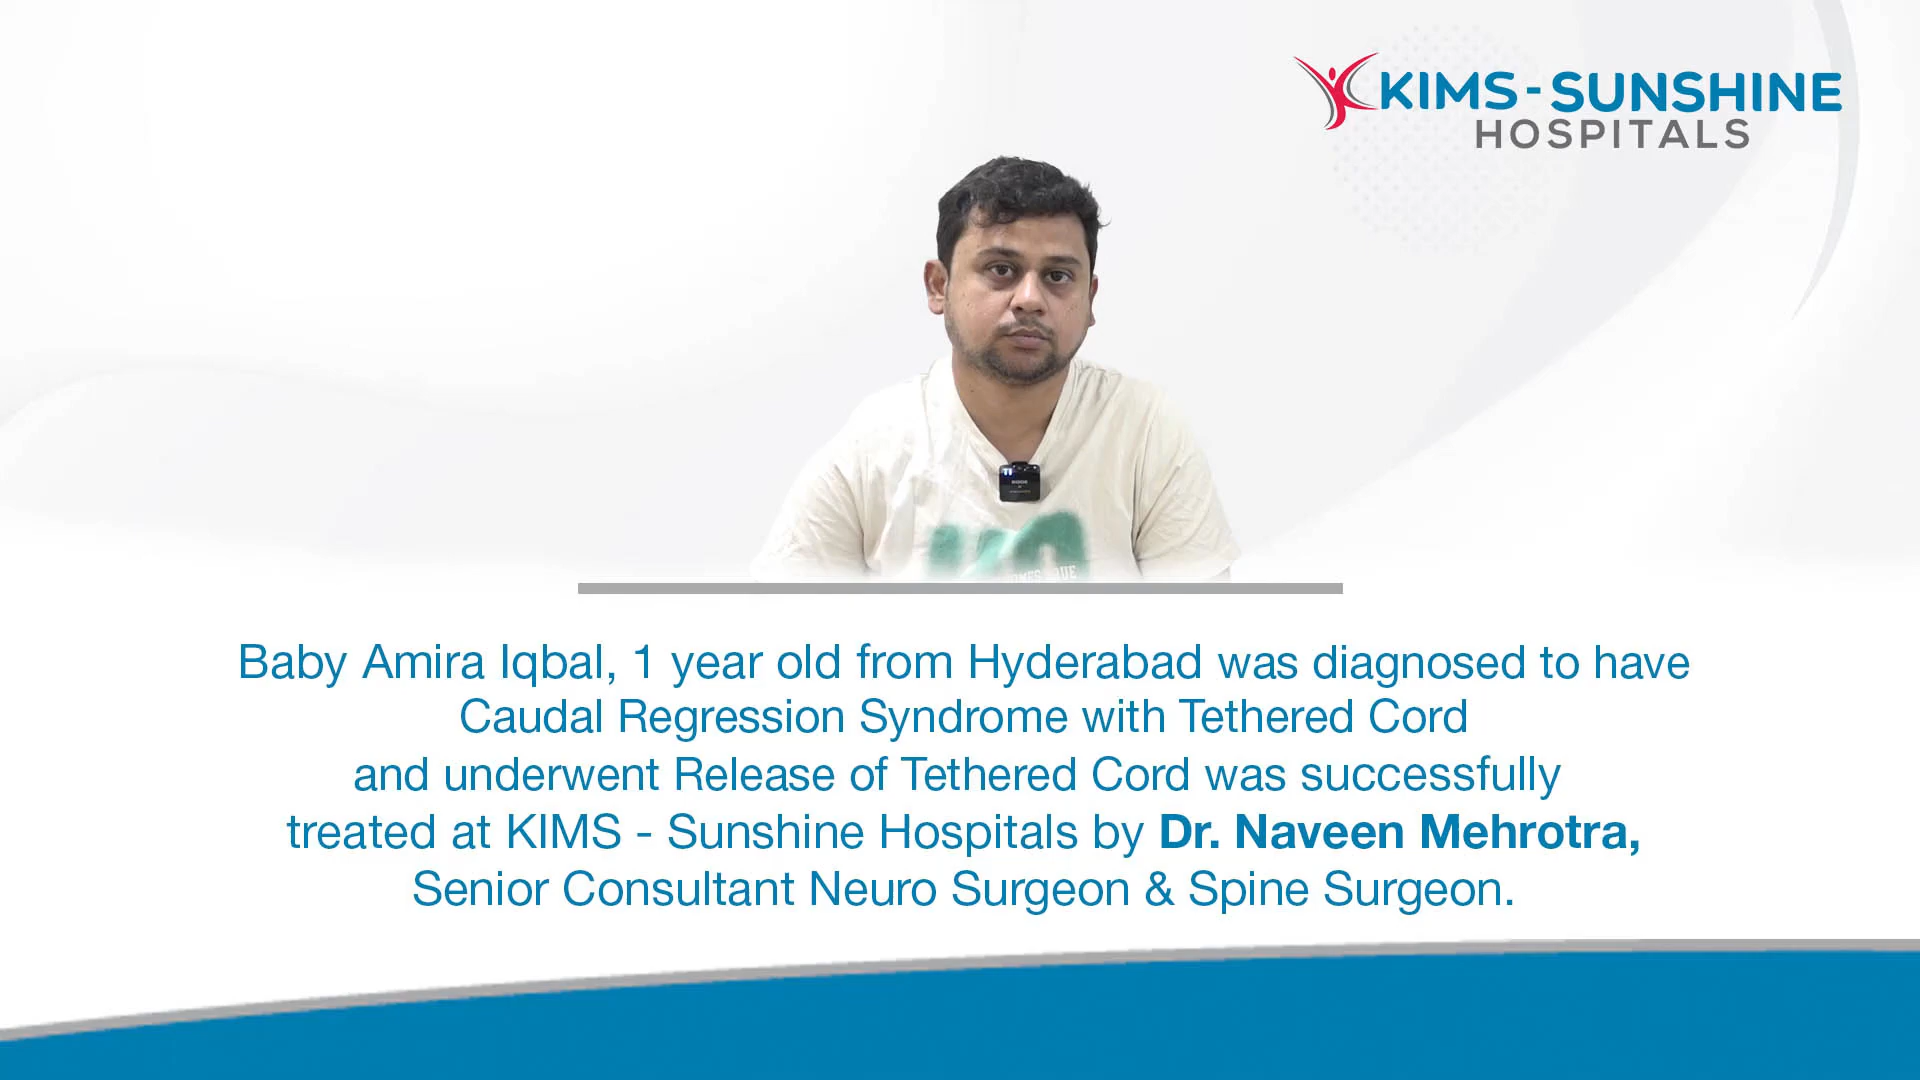 KIMS - SUNSHINE
HOSPITALS
Baby Amira Iqbal, 1 year old from Hyderabad was diagnosed to have
Caudal Regression Syndrome with Tethered Cord
and underwent Release of Tethered Cord was successfully
treated at KIMS - Sunshine Hospitals by Dr. Naveen Mehrotra,
Senior Consultant Neuro Surgeon & Spine Surgeon.